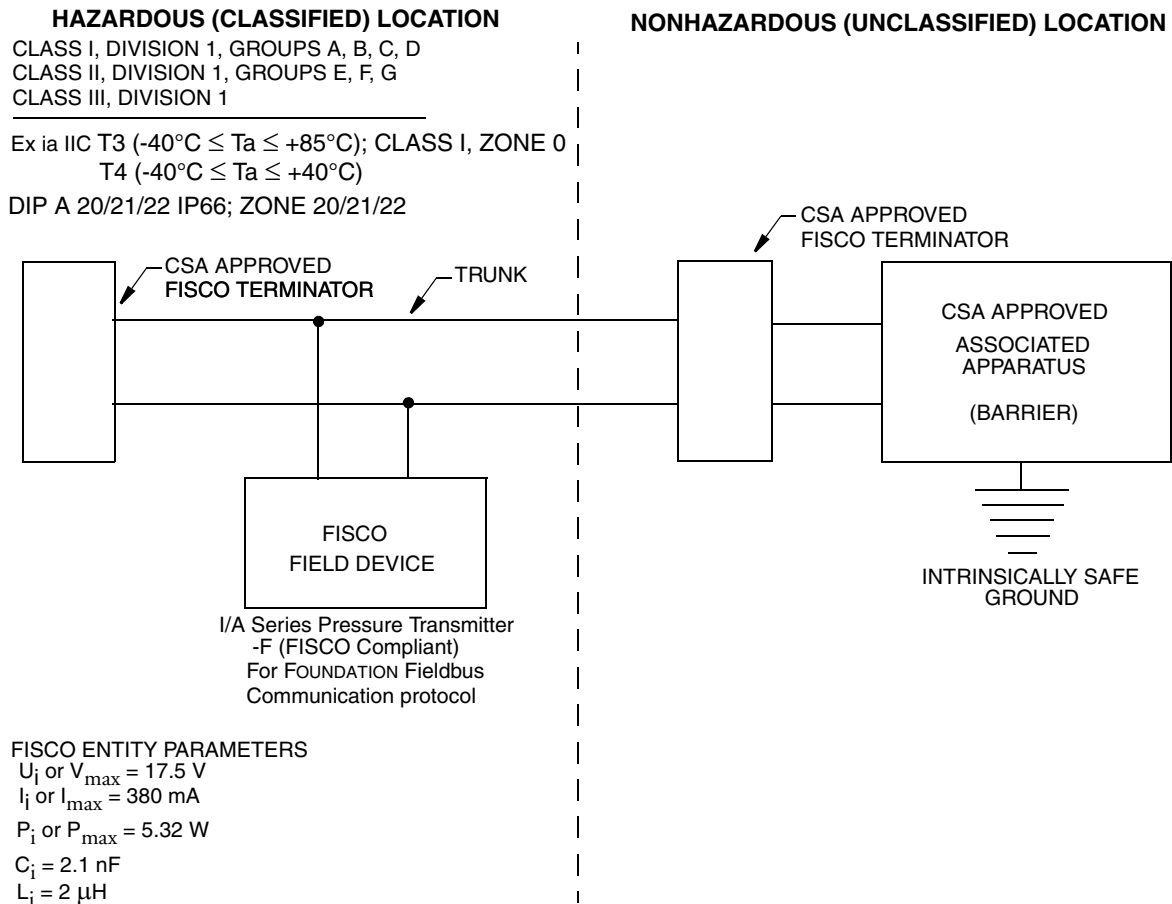 HAZARDOUS (CLASSIFIED) LOCATION
CLASS I, DIVISION 1, GROUPS A, B, C, D
CLASS II, DIVISION 1, GROUPS E, F, G
CLASS III, DIVISION 1
Ex ia IIC T3 (-40°C ≤ Ta ≤ +85°C); CLASS I, ZONE 0
T4 (-40°C ≤ Ta ≤ +40°C)
DIP A 20/21/22 IP66; ZONE 20/21/22
NONHAZARDOUS (UNCLASSIFIED) LOCATION
CSA APPROVED
FISCO TERMINATOR
TRUNK
CSA APPROVED
FISCO TERMINATOR
CSA APPROVED
ASSOCIATED
APPARATUS
(BARRIER)
INTRINSICALLY SAFE
GROUND
FISCO
FIELD DEVICE
I/A Series Pressure Transmitter
-F (FISCO Compliant)
For FOUNDATION Fieldbus
Communication protocol
FISCO ENTITY PARAMETERS
Ui or Vmax = 17.5 V
Ii or Imax = 380 mA
Pi or Pmax = 5.32 W
Ci = 2.1 nF
Li = 2 µH